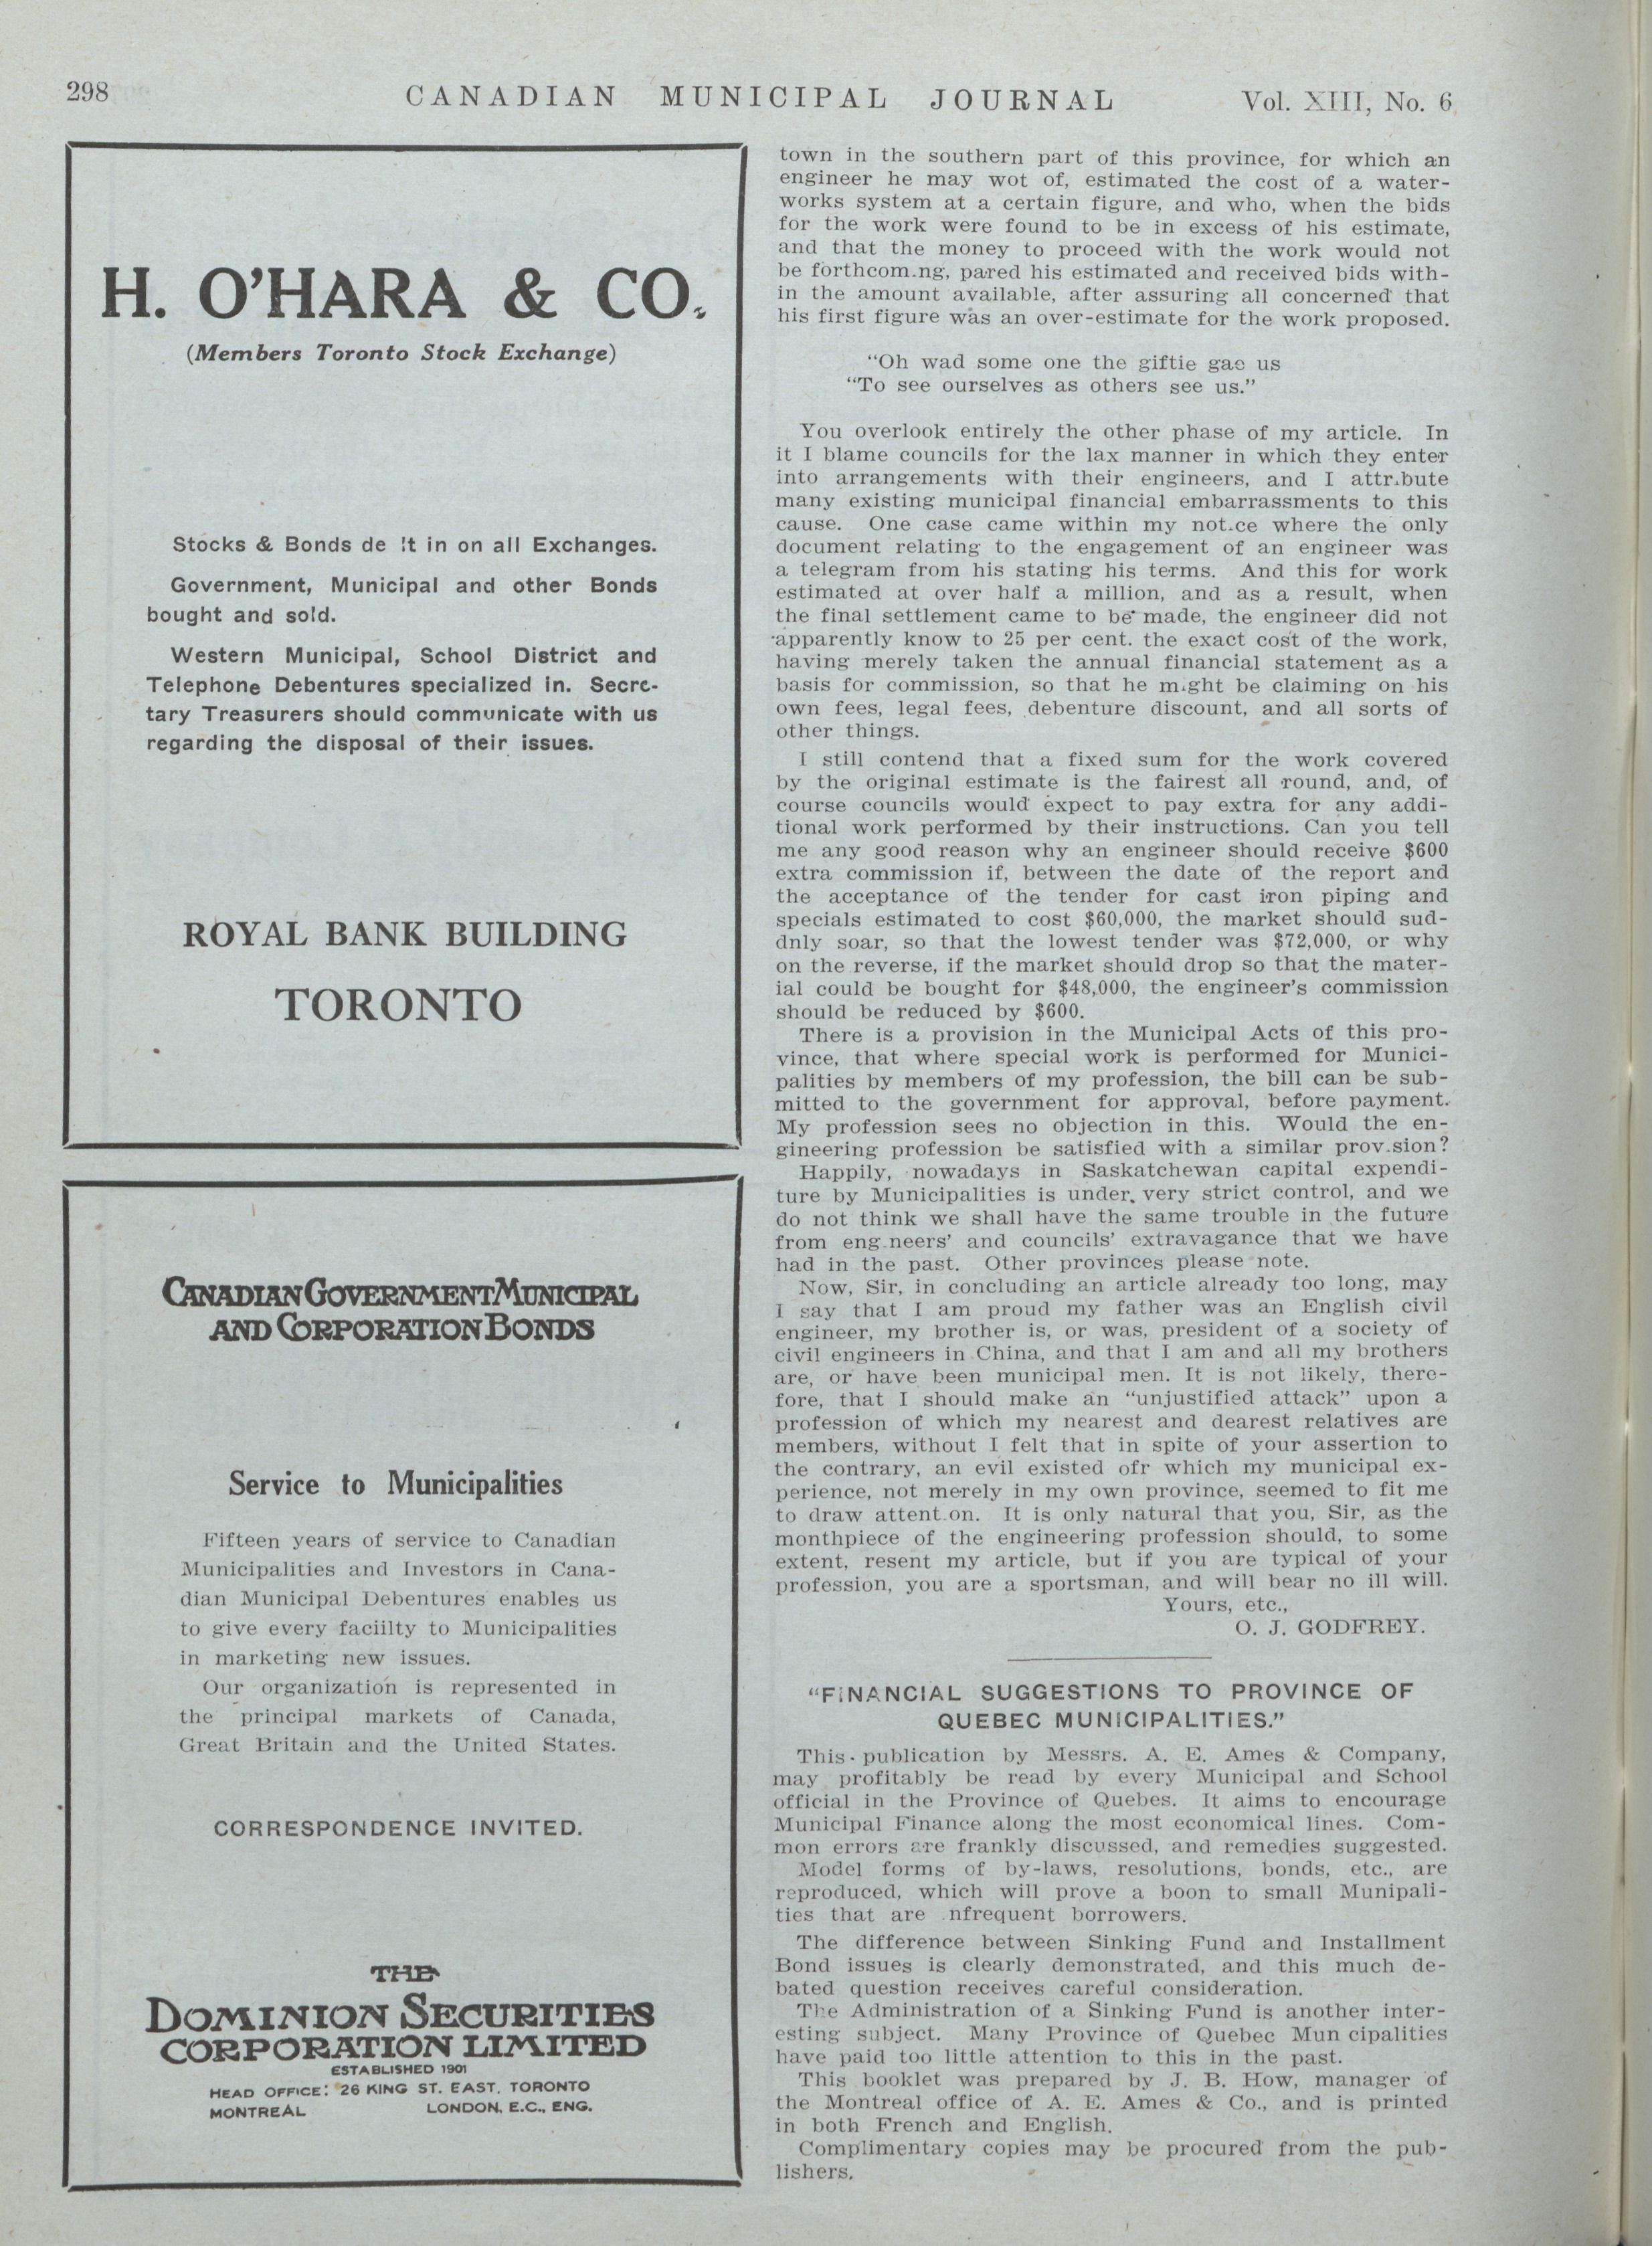 298
CANADIAN MUNICIPAL JOURNAL
Vol. XIII, No. 6
H. O'HARA & CO.
(Members Toronto Stock Exchange)
Stocks & Bonds de lt in on all Exchanges.
Government, Municipal and other Bonds
bought and sold.
Western Municipal, School District and
Telephone Debentures specialized in. Secre-
tary Treasurers should communicate with us
regarding the disposal of their issues.
ROYAL BANK BUILDING
TORONTO
CANADIAN GOVERNMENT MUNICIPAL
AND CORPORATION BONDS
Service to Municipalities
Fifteen years of service to Canadian
Municipalities and Investors in Cana-
dian Municipal Debentures enables us
to give every faciilty to Municipalities
in marketing new issues.
Our organization is represented in
the principal markets of Canada,
Great Britain and the United States.
CORRESPONDENCE INVITED.
THE
DOMINION SECURITIES
CORPORATION LIMITED
ESTABLISHED 1901
HEAD OFFICE: 26 KING ST. EAST, TORONTO
MONTREAL LONDON, E.C., ENG.
town in the southern part of this province, for which an
engineer he may wot of, estimated the cost of a water-
works system at a certain figure, and who, when the bids
for the work were found to be in excess of his estimate,
and that the money to proceed with the work would not
be forthcom.ng, pared his estimated and received bids with-
in the amount available, after assuring all concerned that
his first figure was an over-estimate for the work proposed.
"Oh wad some one the giftie gae us
"To see ourselves as others see us."
You overlook entirely the other phase of my article. In
it I blame councils for the lax manner in which they enter
into arrangements with their engineers, and I attr.bute
many existing municipal financial embarrassments to this
cause. One case came within my not.ce where the only
document relating to the engagement of an engineer was
a telegram from his stating his terms. And this for work
estimated at over half a million, and as a result, when
the final settlement came to be made, the engineer did not
apparently know to 25 per cent. the exact cost of the work,
having merely taken the annual financial statement as a
basis for commission, so that he m.ght be claiming on his
own fees, legal fees, debenture discount, and all sorts of
other things.
I still contend that a fixed sum for the work covered
by the original estimate is the fairest all round, and, of
course councils would expect to pay extra for any addi-
tional work performed by their instructions. Can you tell
me any good reason why an engineer should receive $600
extra commission if, between the date of the report and
the acceptance of the tender for cast iron piping and
specials estimated to cost $60,000, the market should sud-
dnly soar, so that the lowest tender was $72,000, or why
on the reverse, if the market should drop so that the mater-
ial could be bought for $48,000, the engineer's commission
should be reduced by $600.
There is a provision in the Municipal Acts of this pro-
vince, that where special work is performed for Munici-
palities by members of my profession, the bill can be sub-
mitted to the government for approval, before payment.
My profession sees no objection in this. Would the en-
gineering profession be satisfied with a similar prov.sion?
Happily, nowadays in Saskatchewan capital expendi-
ture by Municipalities is under very strict control, and we
do not think we shall have the same trouble in the future
from eng.neers' and councils' extravagance that we have
had in the past. Other provinces please note.
Now, Sir, in concluding an article already too long, may
I say that I am proud my father was an English civil
engineer, my brother is, or was, president of a society of
civil engineers in China, and that I am and all my brothers
are, or have been municipal men. It is not likely, there-
fore, that I should make an "unjustified attack" upon a
profession of which my nearest and dearest relatives are
members, without I felt that in spite of your assertion to
the contrary, an evil existed ofr which my municipal ex-
perience, not merely in my own province, seemed to fit me
to draw attent.on. It is only natural that you, Sir, as the
monthpiece of the engineering profession should, to some
extent, resent my article, but if you are typical of your
profession, you are a sportsman, and will bear no ill will.
Yours, etc.,
O. J. GODFREY.
"FINANCIAL SUGGESTIONS TO PROVINCE OF
QUEBEC MUNICIPALITIES."
This publication by Messrs. A. E. Ames & Company,
may profitably be read by every Municipal and School
official in the Province of Quebes. It aims to encourage
Municipal Finance along the most economical lines. Com-
mon errors are frankly discussed, and remedies suggested.
Model forms of by-laws, resolutions, bonds, etc., are
reproduced, which will prove a boon to small Munipali-
ties that are .nfrequent borrowers.
The difference between Sinking Fund and Installment
Bond issues is clearly demonstrated, and this much de-
bated question receives careful consideration.
The Administration of a Sinking Fund is another inter-
esting subject. Many Province of Quebec Mun cipalities
have paid too little attention to this in the past.
This booklet was prepared by J. B. How, manager of
the Montreal office of A. E. Ames & Co., and is printed
in both French and English.
Complimentary copies may be procured from the pub-
lishers.